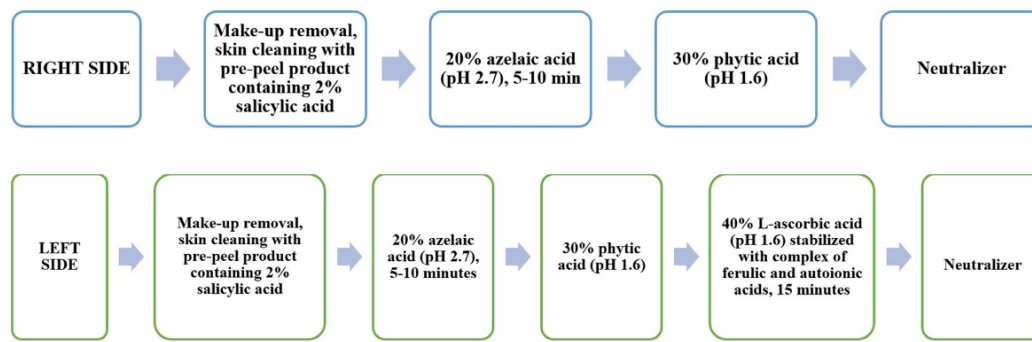 RIGHT SIDE
Make-up removal,
skin cleaning with
pre-peel product
containing 2%
salicylic acid
20% azelaic acid
(pH 2.7), 5-10 min
30% phytic acid
(pH 1.6)
Neutralizer
LEFT
SIDE
Make-up removal,
skin cleaning with
pre-peel product
containing 2%
salicylic acid
20% azelaic
acid (pH 2.7),
5-10 minutes
30% phytic
acid (pH 1.6)
40% L-ascorbic acid
(pH 1.6) stabilized
with complex of
ferulic and autoionic
acids, 15 minutes
Neutralizer